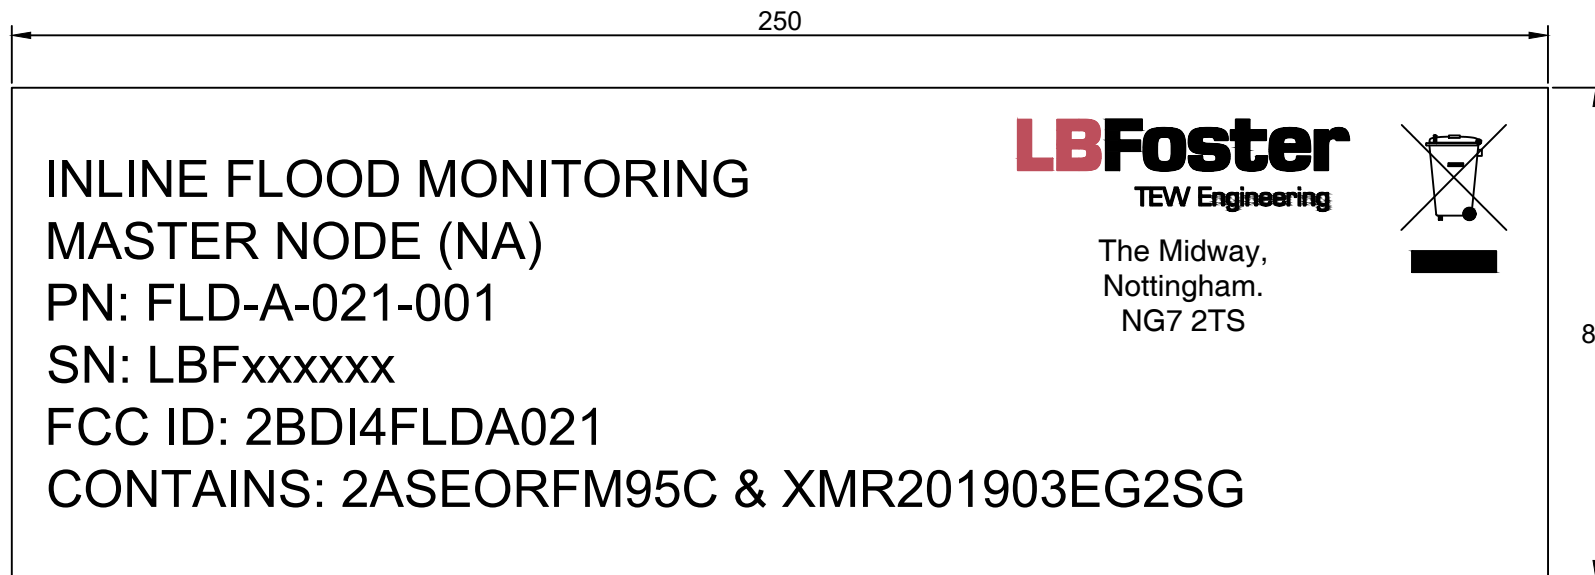 250
INLINE FLOOD MONITORING
MASTER NODE (NA)
PN: FLD-A-021-001
SN: LBFxxxxxx
FCC ID: 2BDI4FLDA021
CONTAINS: 2ASEORFM95C & XMR201903EG2SG
LBFoster
TEW Engineering
The Midway,
Nottingham.
NG7 2TS
8